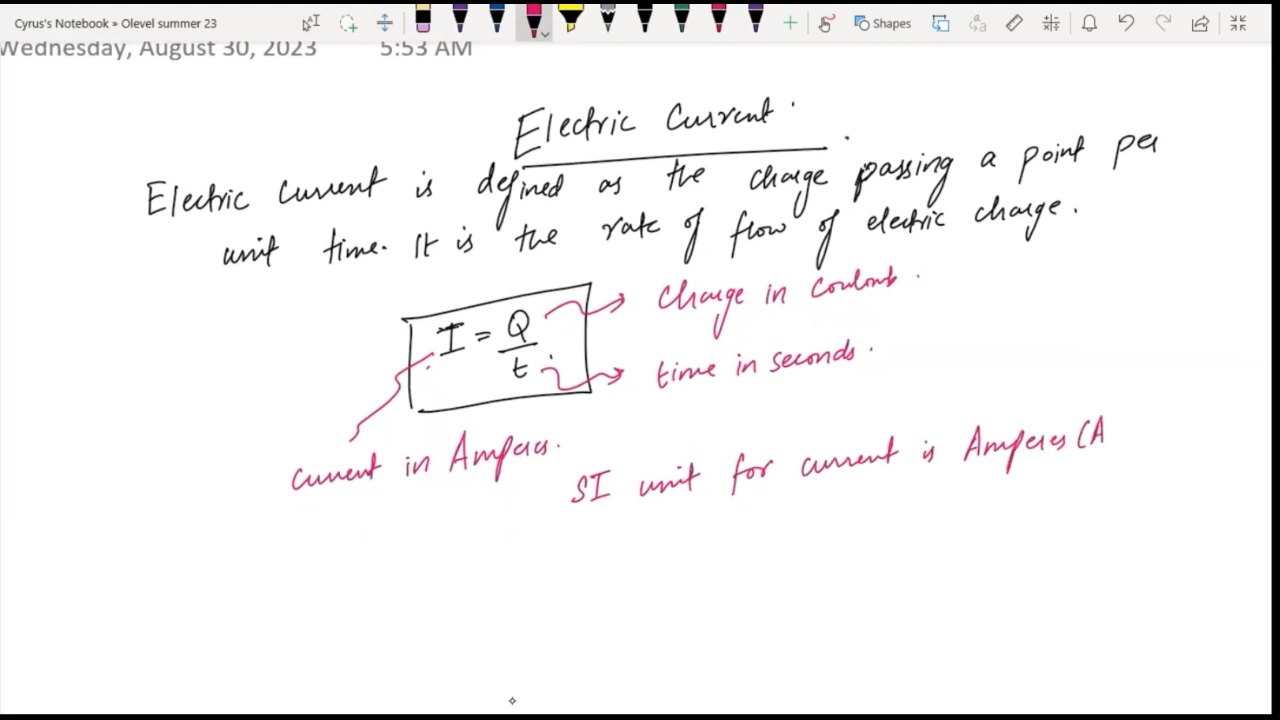 Cyrus's Notebook » Olevel summer 23
Shapes
Wednesday, August 30, 2023 5:53 AM
Electric Current.
Electric Current is defined as the charge passing a point per
unit time. It is the rate of flow of electric charge.
I = Q
t
charge in coulomb.
time in seconds.
current in Amperes.
SI unit for current is Amperes (A